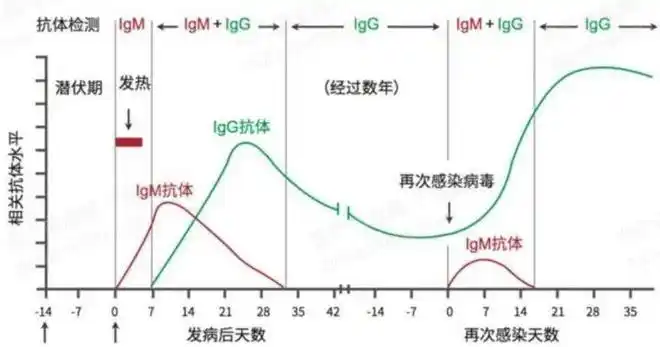 抗体检测 IgM IgM + IgG IgG IgM + IgG IgG
潜伏期 发热 (经过数年)
IgG抗体
再次感染病毒
IgM抗体
IgM抗体
相关抗体水平
-14 -7 0 7 14 21 28 35 42 -14 -7 0 7 14 21 28 35
发病后天数 再次感染天数